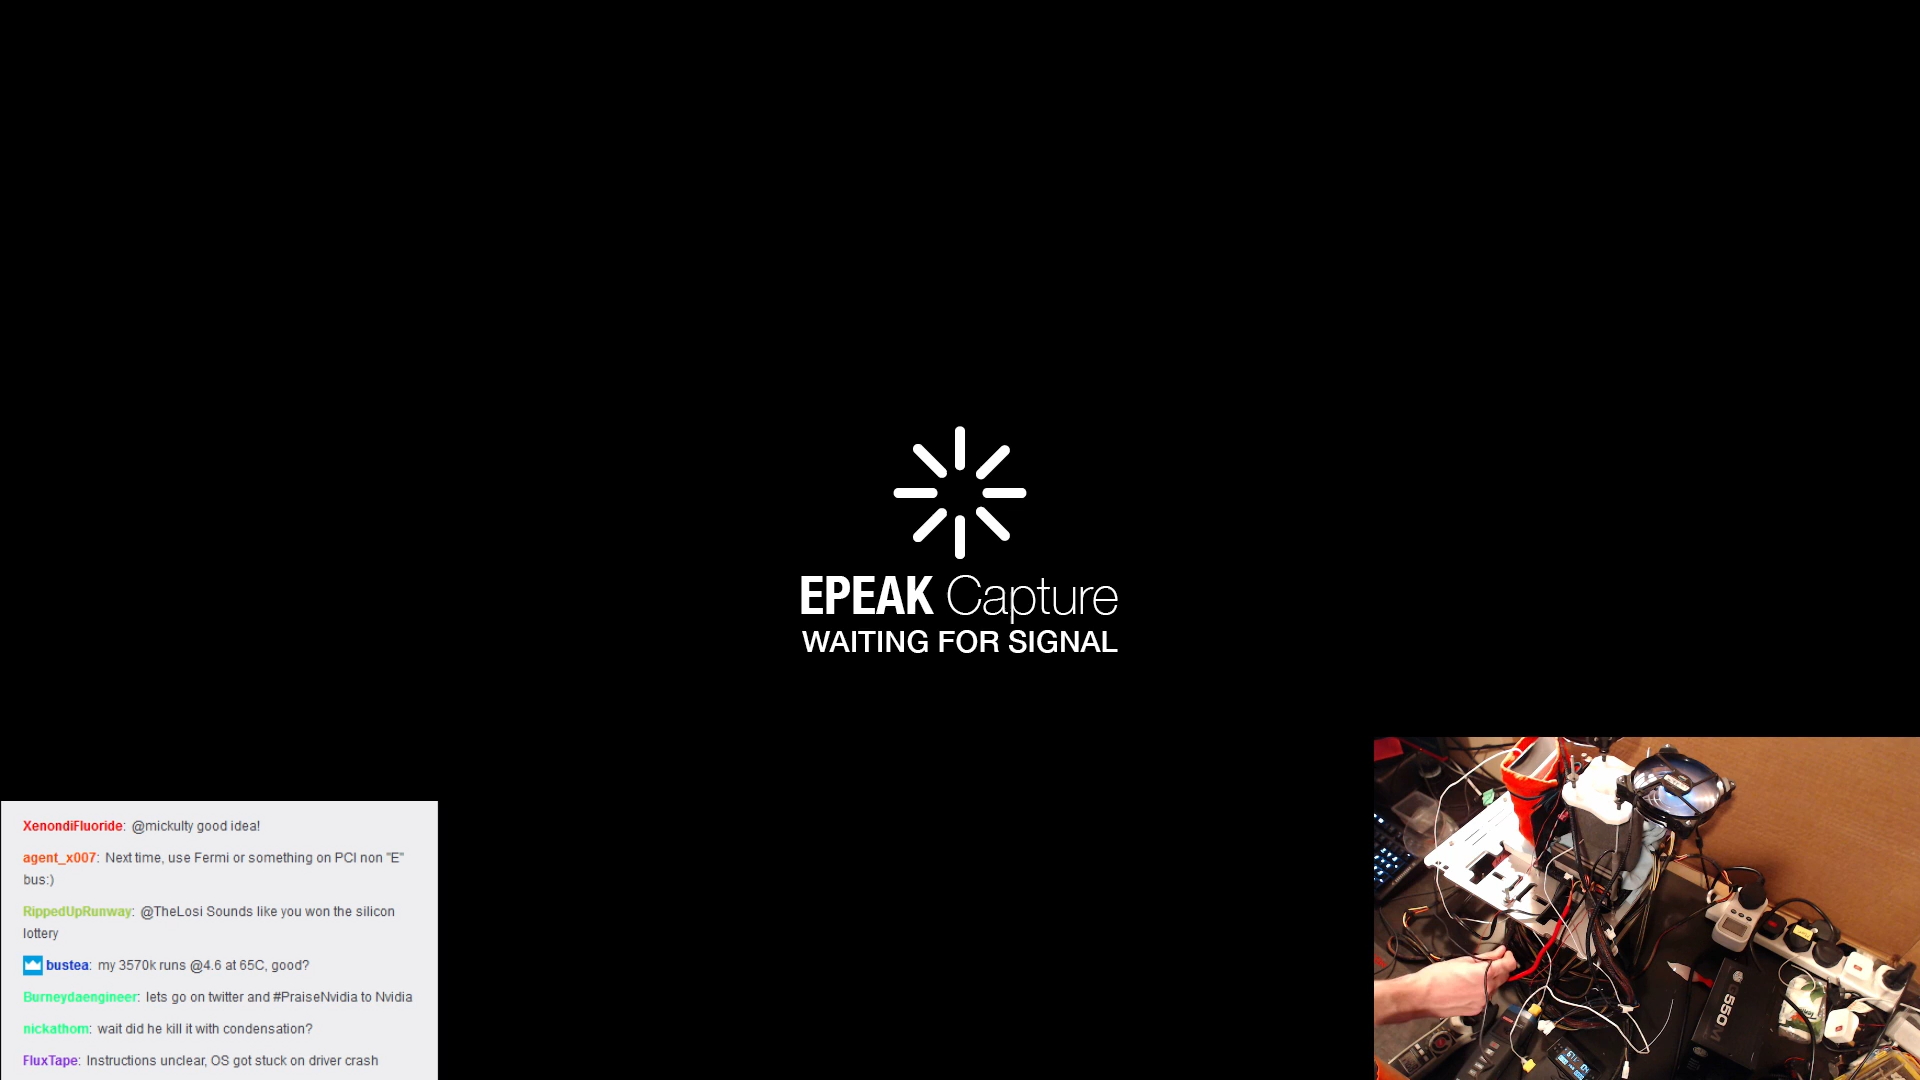 EPEAK Capture
WAITING FOR SIGNAL
XenondiFluoride: @mickulty good idea!
agent_x007: Next time, use Fermi or something on PCI non "E"
bus:)
RippedUpRunway: @TheLosi Sounds like you won the silicon
lottery
bustea: my 3570k runs @4.6 at 65C, good?
Burneydaengineer: lets go on twitter and #PraiseNvidia to Nvidia
nickathom: wait did he kill it with condensation?
FluxTape: Instructions unclear, OS got stuck on driver crash
G550M